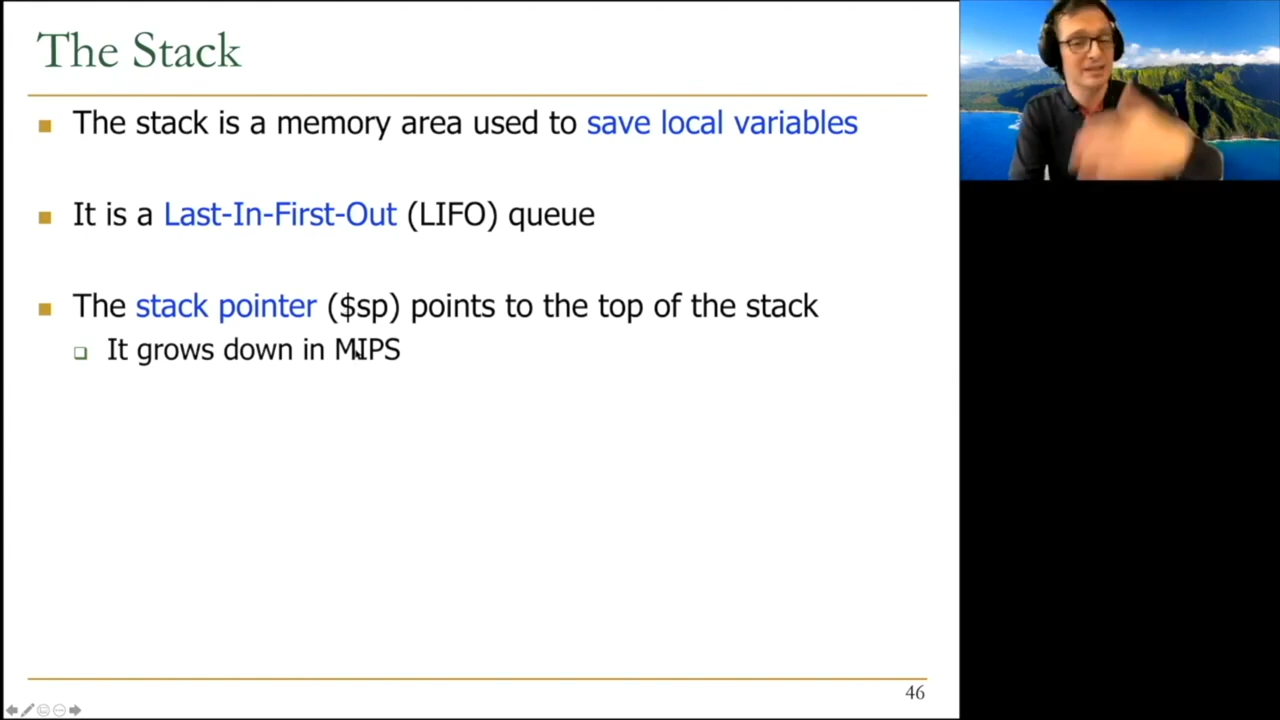 The Stack
The stack is a memory area used to save local variables
It is a Last-In-First-Out (LIFO) queue
The stack pointer ($sp) points to the top of the stack
It grows down in MIPS
46